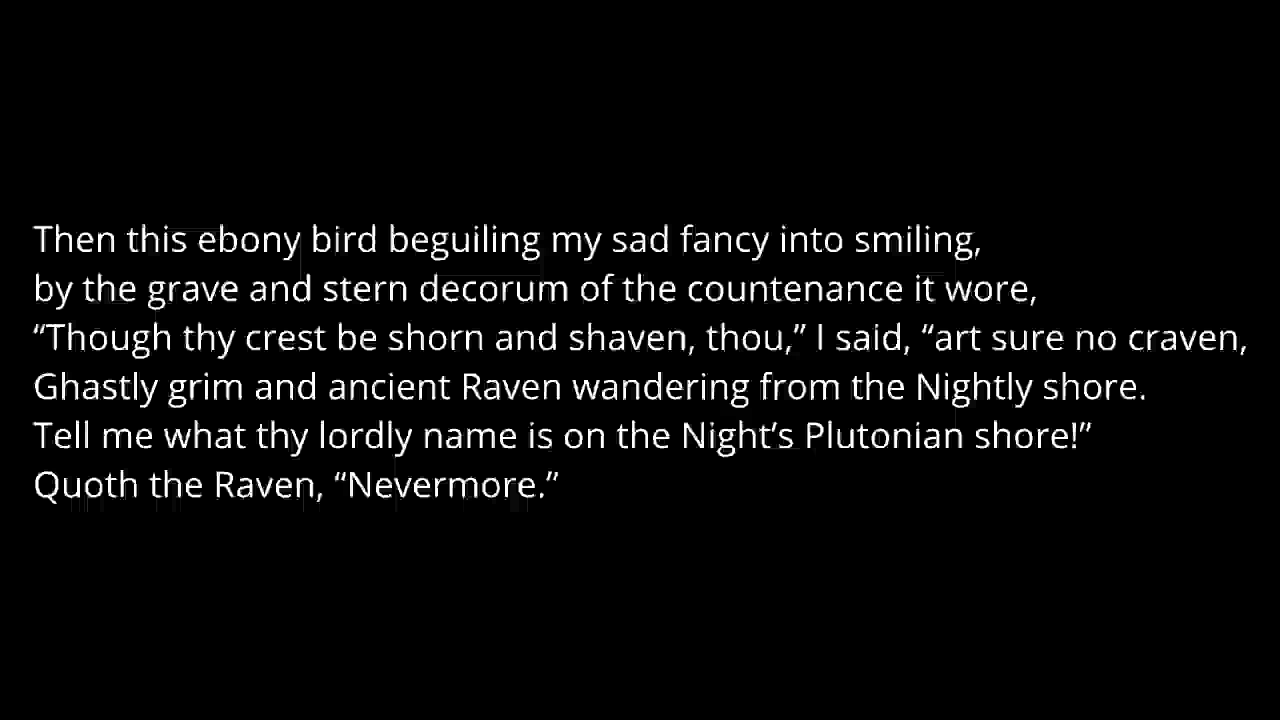 Then this ebony bird beguiling my sad fancy into smiling,
by the grave and stern decorum of the countenance it wore,
“Though thy crest be shorn and shaven, thou,” I said, “art sure no craven,
Ghastly grim and ancient Raven wandering from the Nightly shore.
Tell me what thy lordly name is on the Night’s Plutonian shore!”
Quoth the Raven, “Nevermore.”